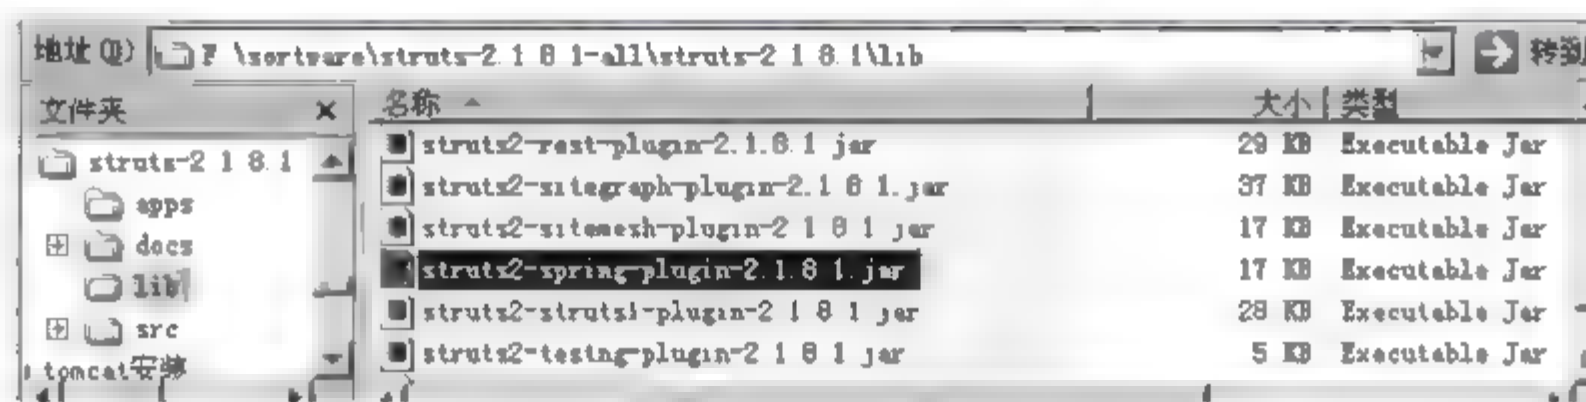 地址(D) F:\sortware\struts-2.1.8.1-all\struts-2.1.8.1\lib 转到
文件夹 × 名称 大小 类型
struts-2.1.8.1
apps
docs
lib
src
tomcat安装
struts2-rest-plugin-2.1.8.1.jar 29 KB Executable Jar
struts2-sitegraph-plugin-2.1.8.1.jar 37 KB Executable Jar
struts2-sitemesh-plugin-2.1.8.1.jar 17 KB Executable Jar
struts2-spring-plugin-2.1.8.1.jar 17 KB Executable Jar
struts2-struts1-plugin-2.1.8.1.jar 28 KB Executable Jar
struts2-testng-plugin-2.1.8.1.jar 5 KB Executable Jar